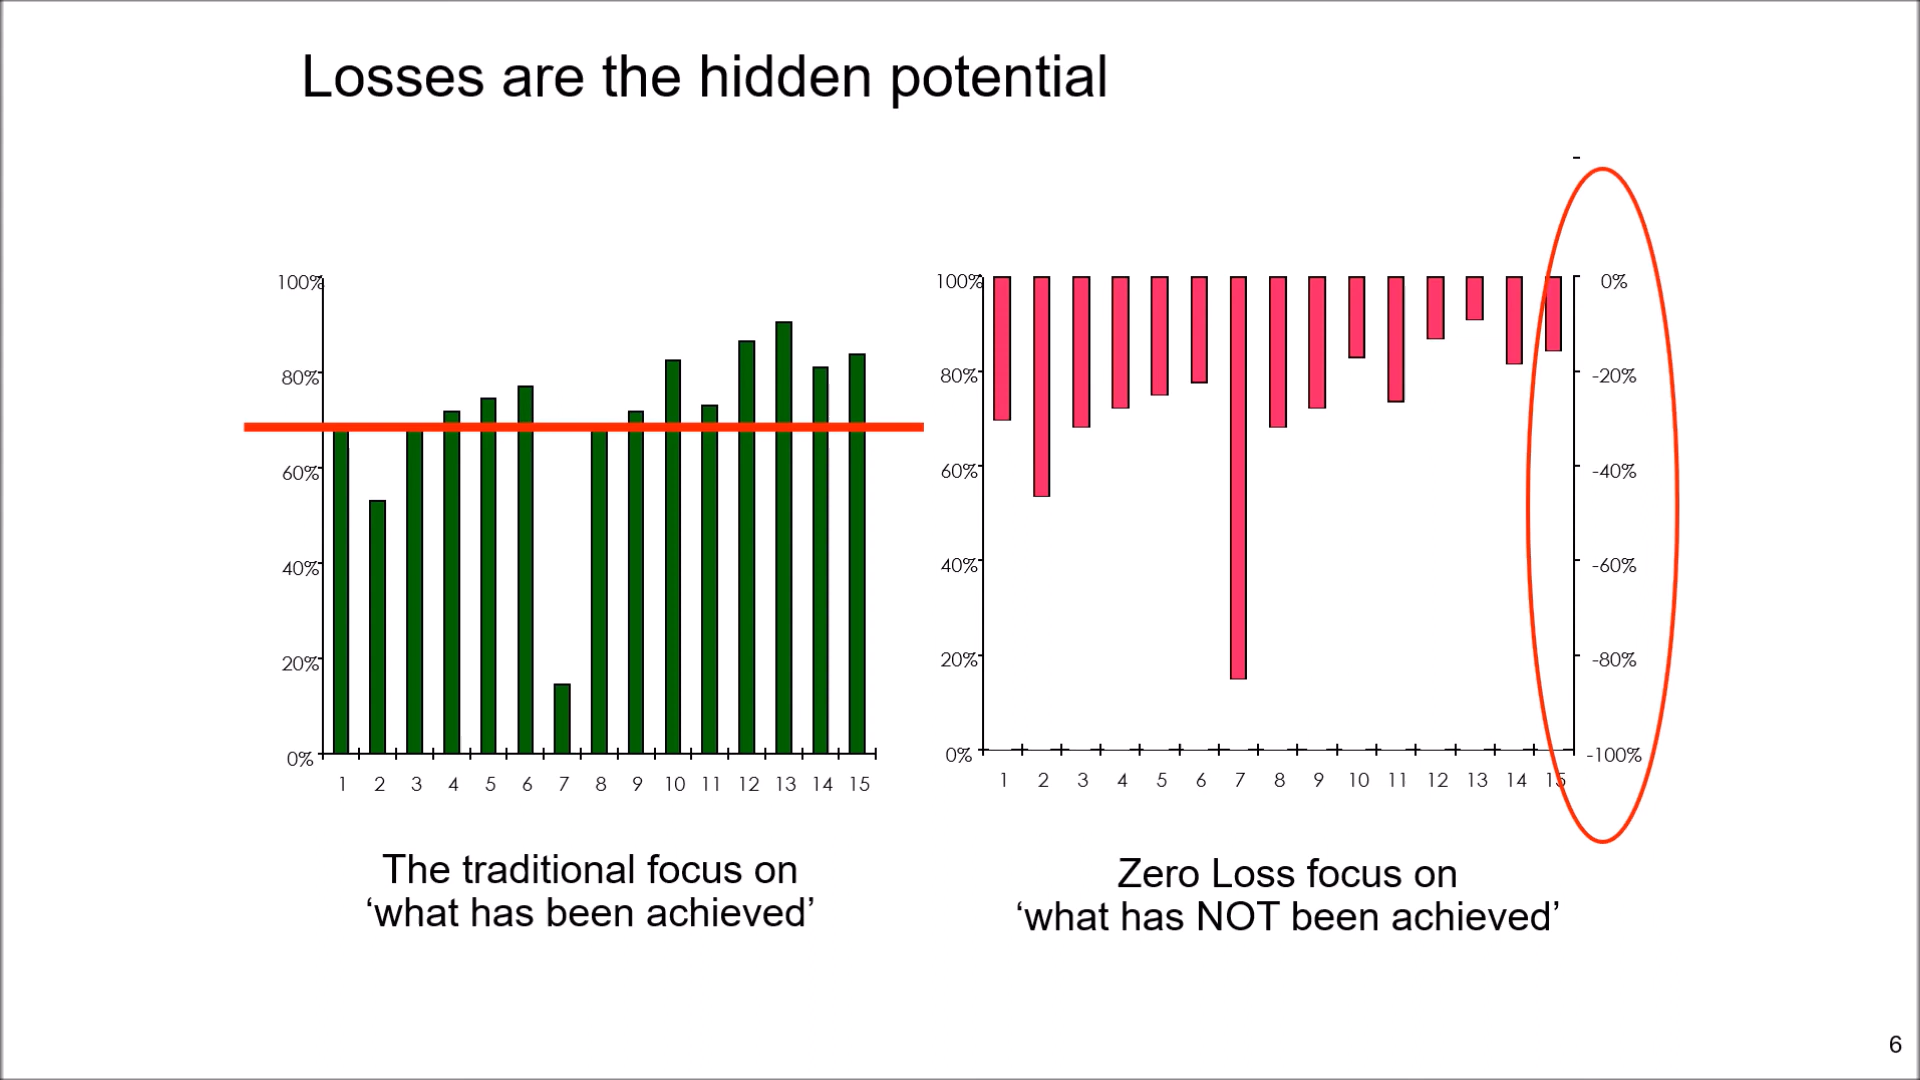 Losses are the hidden potential
100%
80%
60%
40%
20%
0%
1 2 3 4 5 6 7 8 9 10 11 12 13 14 15
The traditional focus on
‘what has been achieved’
100%
80%
60%
40%
20%
0%
0%
-20%
-40%
-60%
-80%
-100%
1 2 3 4 5 6 7 8 9 10 11 12 13 14 15
Zero Loss focus on
‘what has NOT been achieved’
6